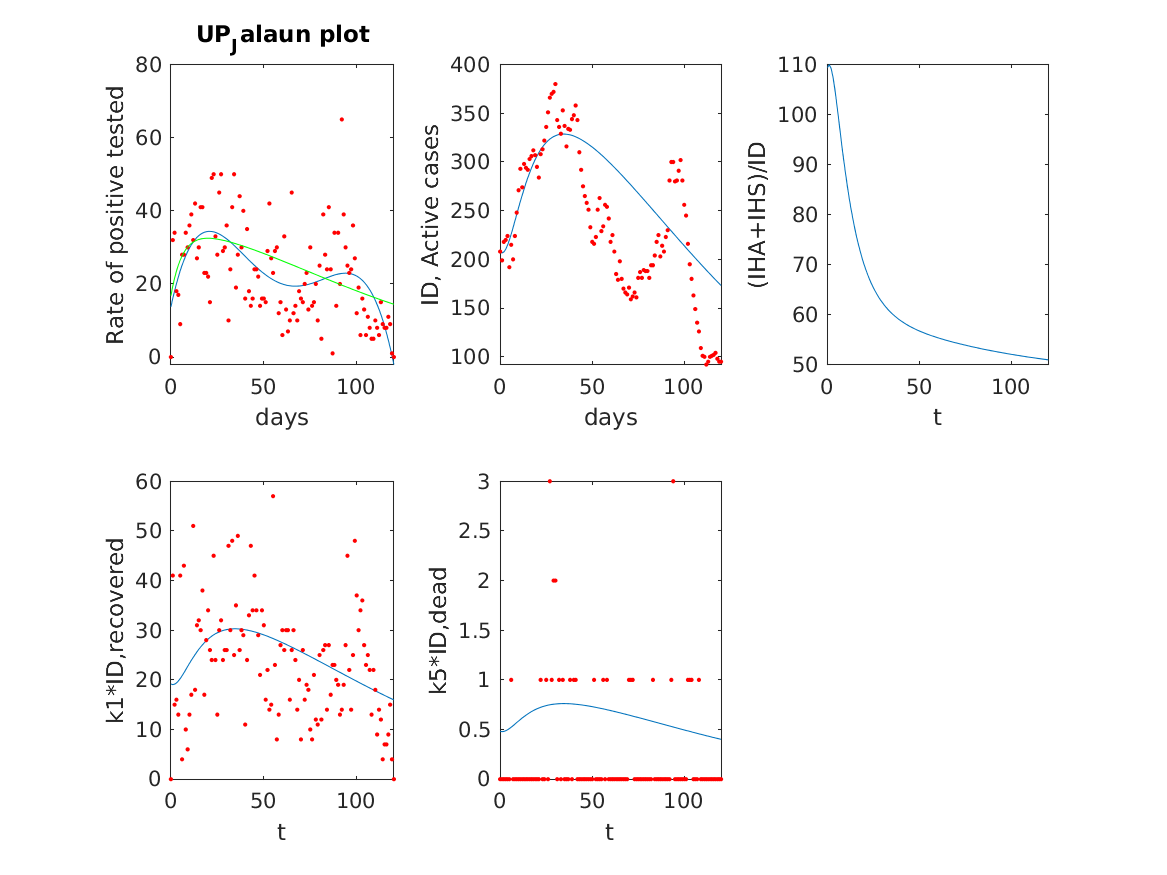 UP_Jalaun plot
Rate of positive tested
80
60
40
20
0
0 50 100
days
ID, Active cases
400
350
300
250
200
150
100
0 50 100
days
(IHA+IHS)/ID
110
100
90
80
70
60
50
0 50 100
t
k1*ID,recovered
60
50
40
30
20
10
0
0 50 100
t
k5*ID,dead
3
2.5
2
1.5
1
0.5
0
0 50 100
t